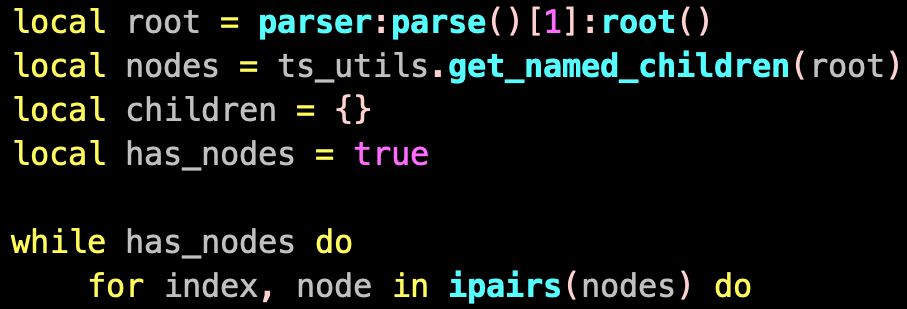 local root = parser:parse()[1]:root()
local nodes = ts_utils.get_named_children(root)
local children = {}
local has_nodes = true
while has_nodes do
for index, node in ipairs(nodes) do